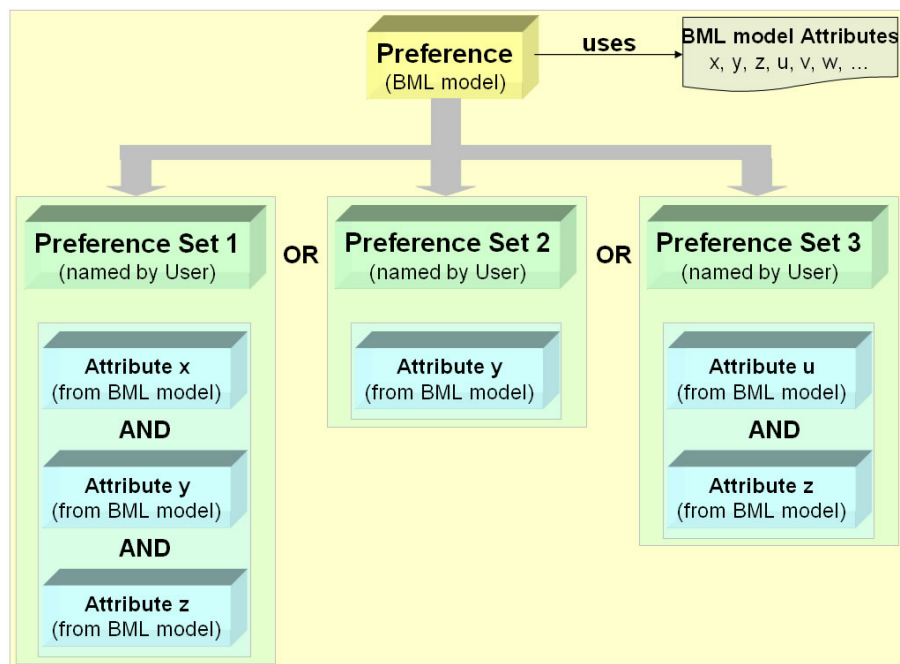 Preference
(BML model)
uses
BML model Attributes
x, y, z, u, v, w, ...
Preference Set 1
(named by User)
OR
Preference Set 2
(named by User)
OR
Preference Set 3
(named by User)
Attribute x
(from BML model)
AND
Attribute y
(from BML model)
AND
Attribute z
(from BML model)
Attribute y
(from BML model)
Attribute u
(from BML model)
AND
Attribute z
(from BML model)